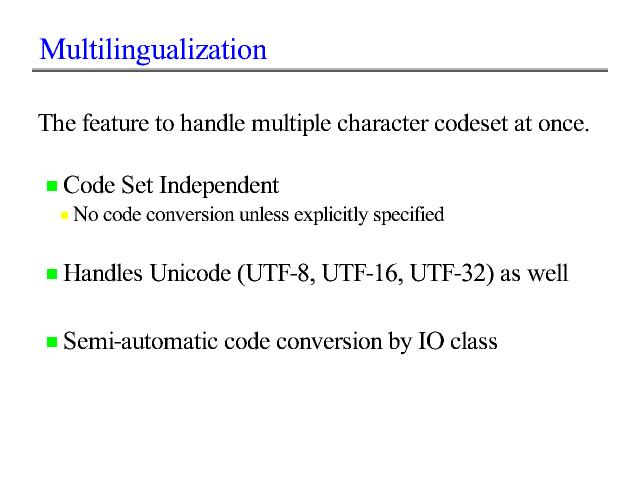 Multilingualization
The feature to handle multiple character codeset at once.
Code Set Independent
No code conversion unless explicitly specified
Handles Unicode (UTF-8, UTF-16, UTF-32) as well
Semi-automatic code conversion by IO class